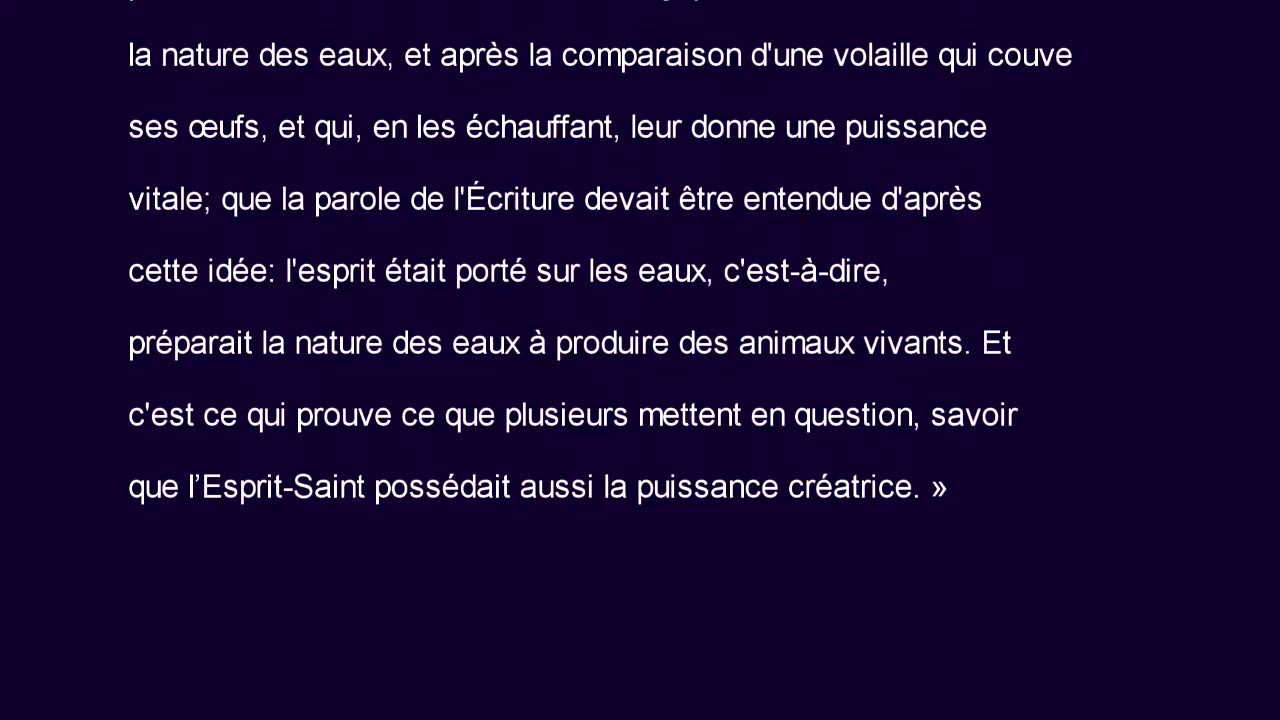 la nature des eaux, et après la comparaison d'une volaille qui couve
ses œufs, et qui, en les échauffant, leur donne une puissance
vitale; que la parole de l'Écriture devait être entendue d'après
cette idée: l'esprit était porté sur les eaux, c'est-à-dire,
préparait la nature des eaux à produire des animaux vivants. Et
c'est ce qui prouve ce que plusieurs mettent en question, savoir
que l’Esprit-Saint possédait aussi la puissance créatrice. »